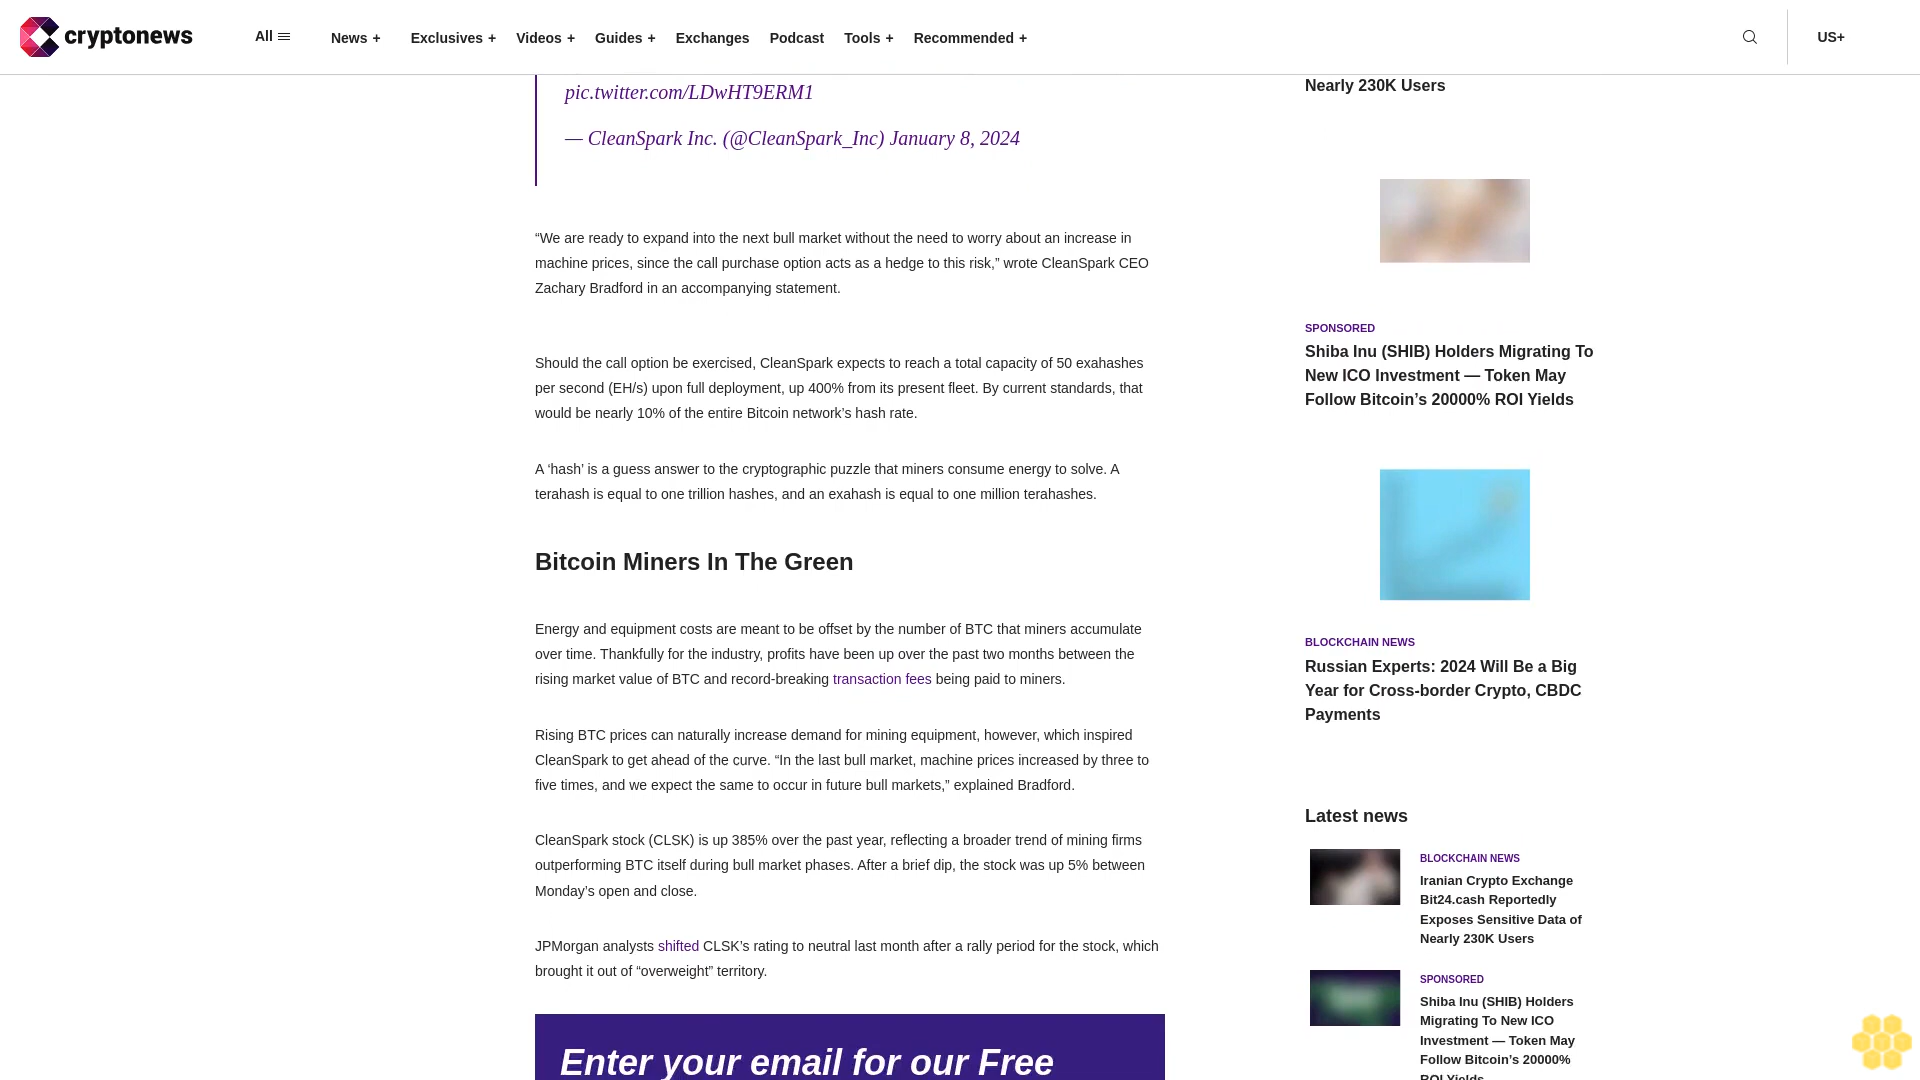 cryptonews
All
News +
Exclusives +
Videos +
Guides +
Exchanges
Podcast
Tools +
Recommended +
US+
pic.twitter.com/LDwHT9ERM1
— CleanSpark Inc. (@CleanSpark_Inc) January 8, 2024
“We are ready to expand into the next bull market without the need to worry about an increase in
machine prices, since the call purchase option acts as a hedge to this risk,” wrote CleanSpark CEO
Zachary Bradford in an accompanying statement.
Should the call option be exercised, CleanSpark expects to reach a total capacity of 50 exahashes
per second (EH/s) upon full deployment, up 400% from its present fleet. By current standards, that
would be nearly 10% of the entire Bitcoin network’s hash rate.
A ‘hash’ is a guess answer to the cryptographic puzzle that miners consume energy to solve. A
terahash is equal to one trillion hashes, and an exahash is equal to one million terahashes.
Bitcoin Miners In The Green
Energy and equipment costs are meant to be offset by the number of BTC that miners accumulate
over time. Thankfully for the industry, profits have been up over the past two months between the
rising market value of BTC and record-breaking transaction fees being paid to miners.
Rising BTC prices can naturally increase demand for mining equipment, however, which inspired
CleanSpark to get ahead of the curve. “In the last bull market, machine prices increased by three to
five times, and we expect the same to occur in future bull markets,” explained Bradford.
CleanSpark stock (CLSK) is up 385% over the past year, reflecting a broader trend of mining firms
outperforming BTC itself during bull market phases. After a brief dip, the stock was up 5% between
Monday’s open and close.
JPMorgan analysts shifted CLSK’s rating to neutral last month after a rally period for the stock, which
brought it out of “overweight” territory.
Enter your email for our Free
Nearly 230K Users
SPONSORED
Shiba Inu (SHIB) Holders Migrating To
New ICO Investment — Token May
Follow Bitcoin’s 20000% ROI Yields
BLOCKCHAIN NEWS
Russian Experts: 2024 Will Be a Big
Year for Cross-border Crypto, CBDC
Payments
Latest news
BLOCKCHAIN NEWS
Iranian Crypto Exchange
Bit24.cash Reportedly
Exposes Sensitive Data of
Nearly 230K Users
SPONSORED
Shiba Inu (SHIB) Holders
Migrating To New ICO
Investment — Token May
Follow Bitcoin’s 20000%
ROI Yields